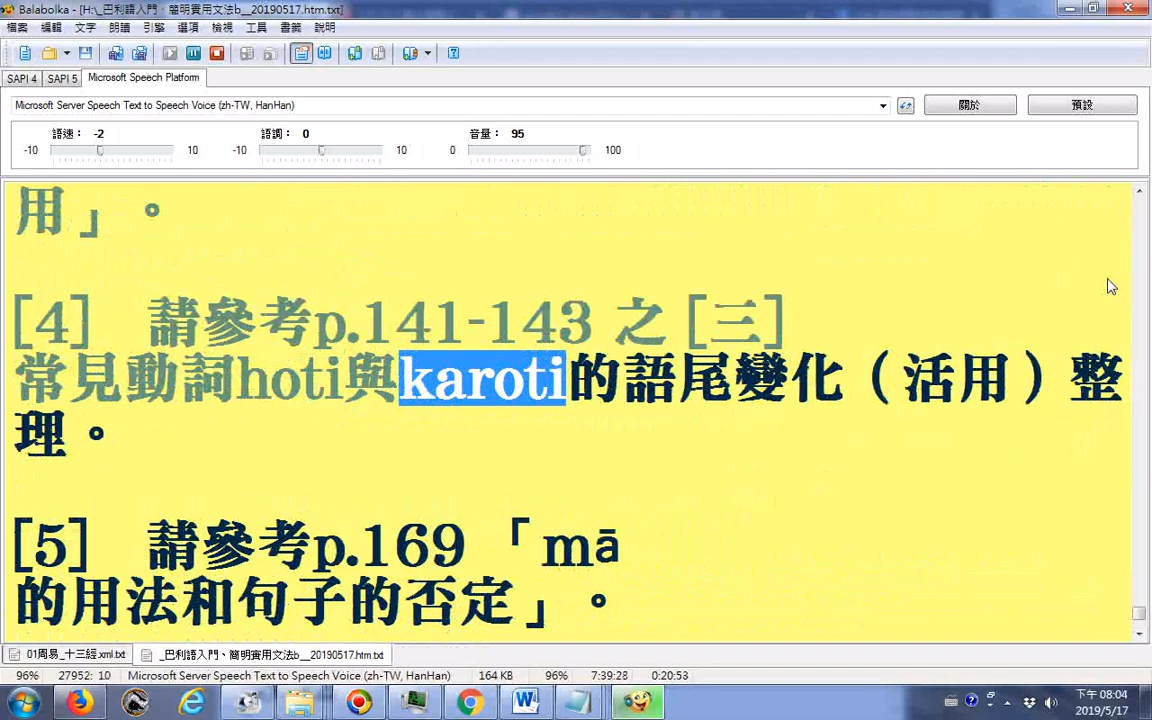 Balabolka - [H:\_巴利語入門、簡明實用文法b__20190517.htm.txt]
檔案 編輯 文字 朗讀 引擎 選項 檢視 工具 書籤 說明
SAPI 4 SAPI 5 Microsoft Speech Platform
Microsoft Server Speech Text to Speech Voice (zh-TW, HanHan) 關於 預設
語速： -2 語調： 0 音量： 95
-10 10 -10 10 0 100
用」。
[4] 請參考p.141-143 之 [三]
常見動詞hoti與karoti的語尾變化（活用）整
理。
[5] 請參考p.169 「mā
的用法和句子的否定」。
01周易_十三經.xml.txt _巴利語入門、簡明實用文法b__20190517.htm.txt
96% 27952: 10 Microsoft Server Speech Text to Speech Voice (zh-TW, HanHan) 164 KB 96% 7:39:28 0:20:53
下午 08:04
2019/5/17